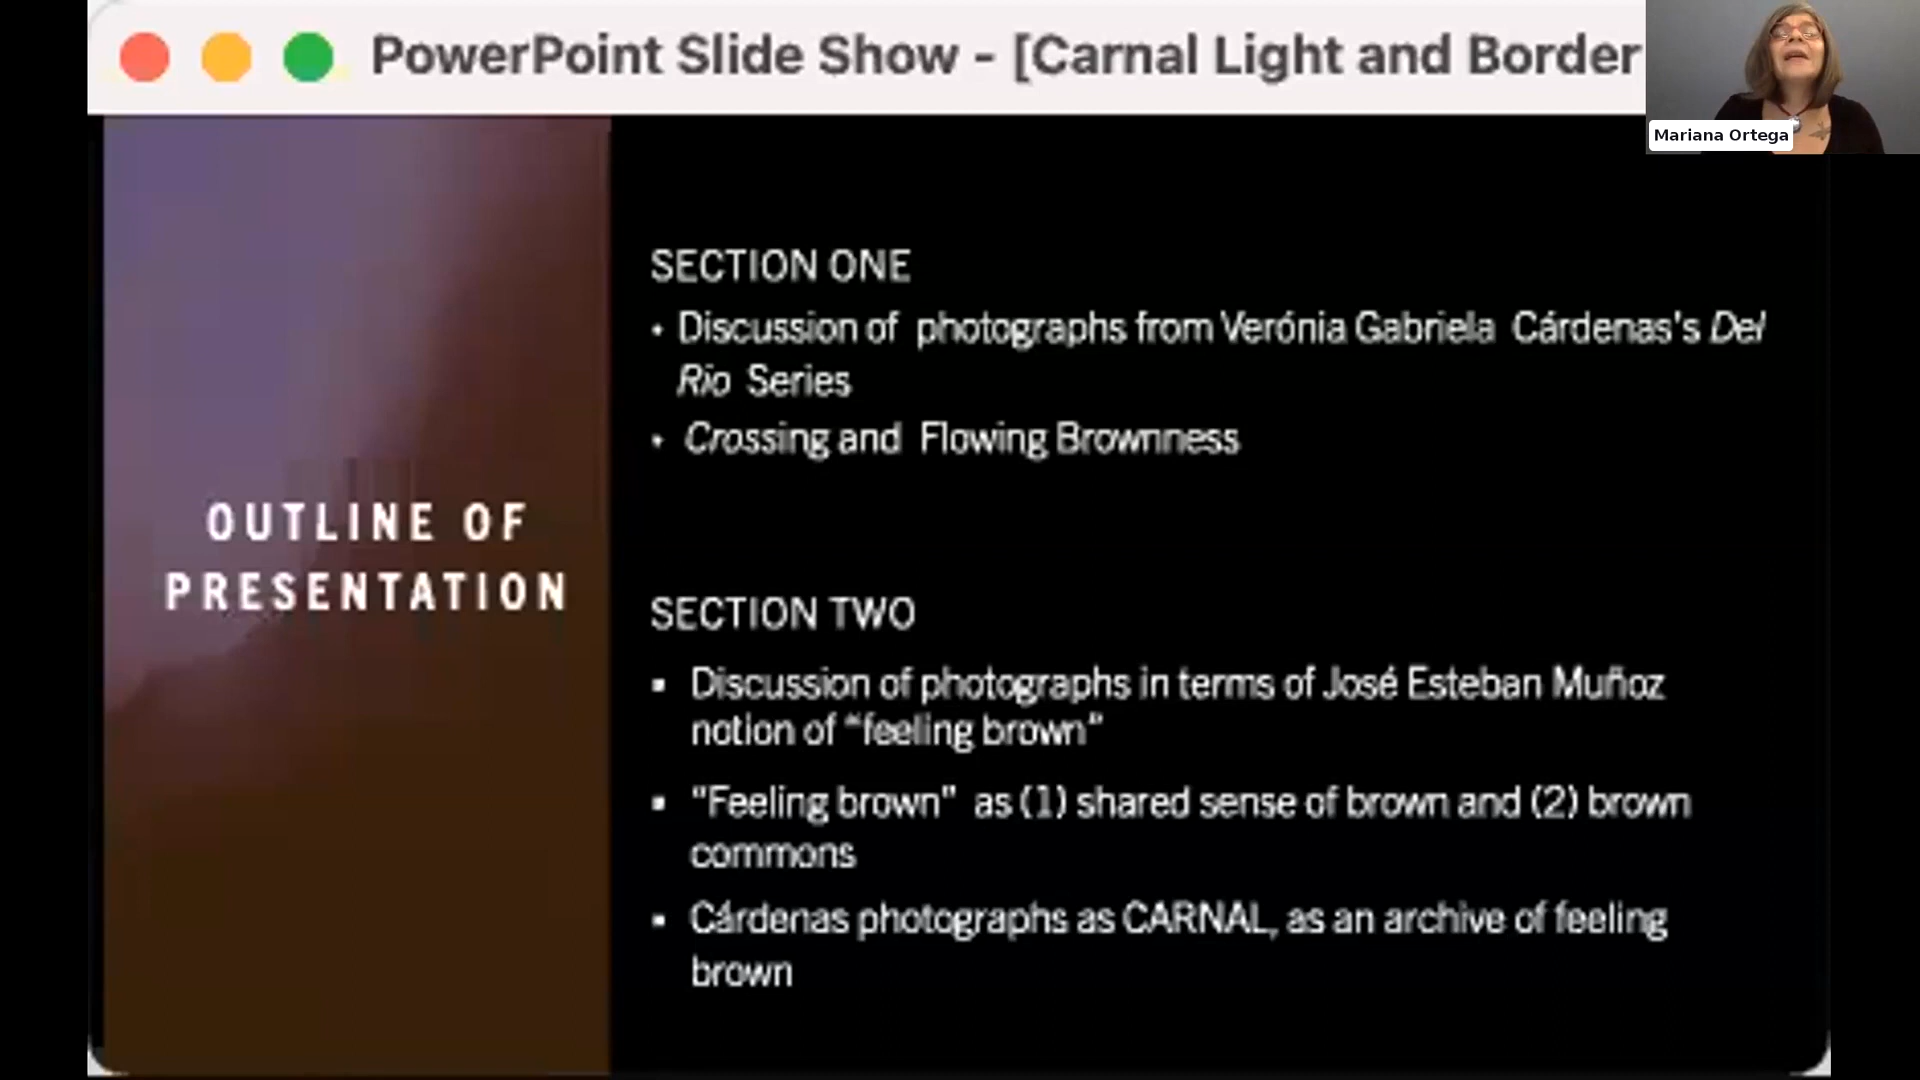 PowerPoint Slide Show - [Carnal Light and Border
Mariana Ortega
OUTLINE OF
PRESENTATION
SECTION ONE
• Discussion of photographs from Verónia Gabriela Cárdenas's Del
Rio Series
• Crossing and Flowing Brownness
SECTION TWO
▪ Discussion of photographs in terms of José Esteban Muñoz
notion of “feeling brown”
▪ "Feeling brown" as (1) shared sense of brown and (2) brown
commons
▪ Cárdenas photographs as CARNAL, as an archive of feeling
brown